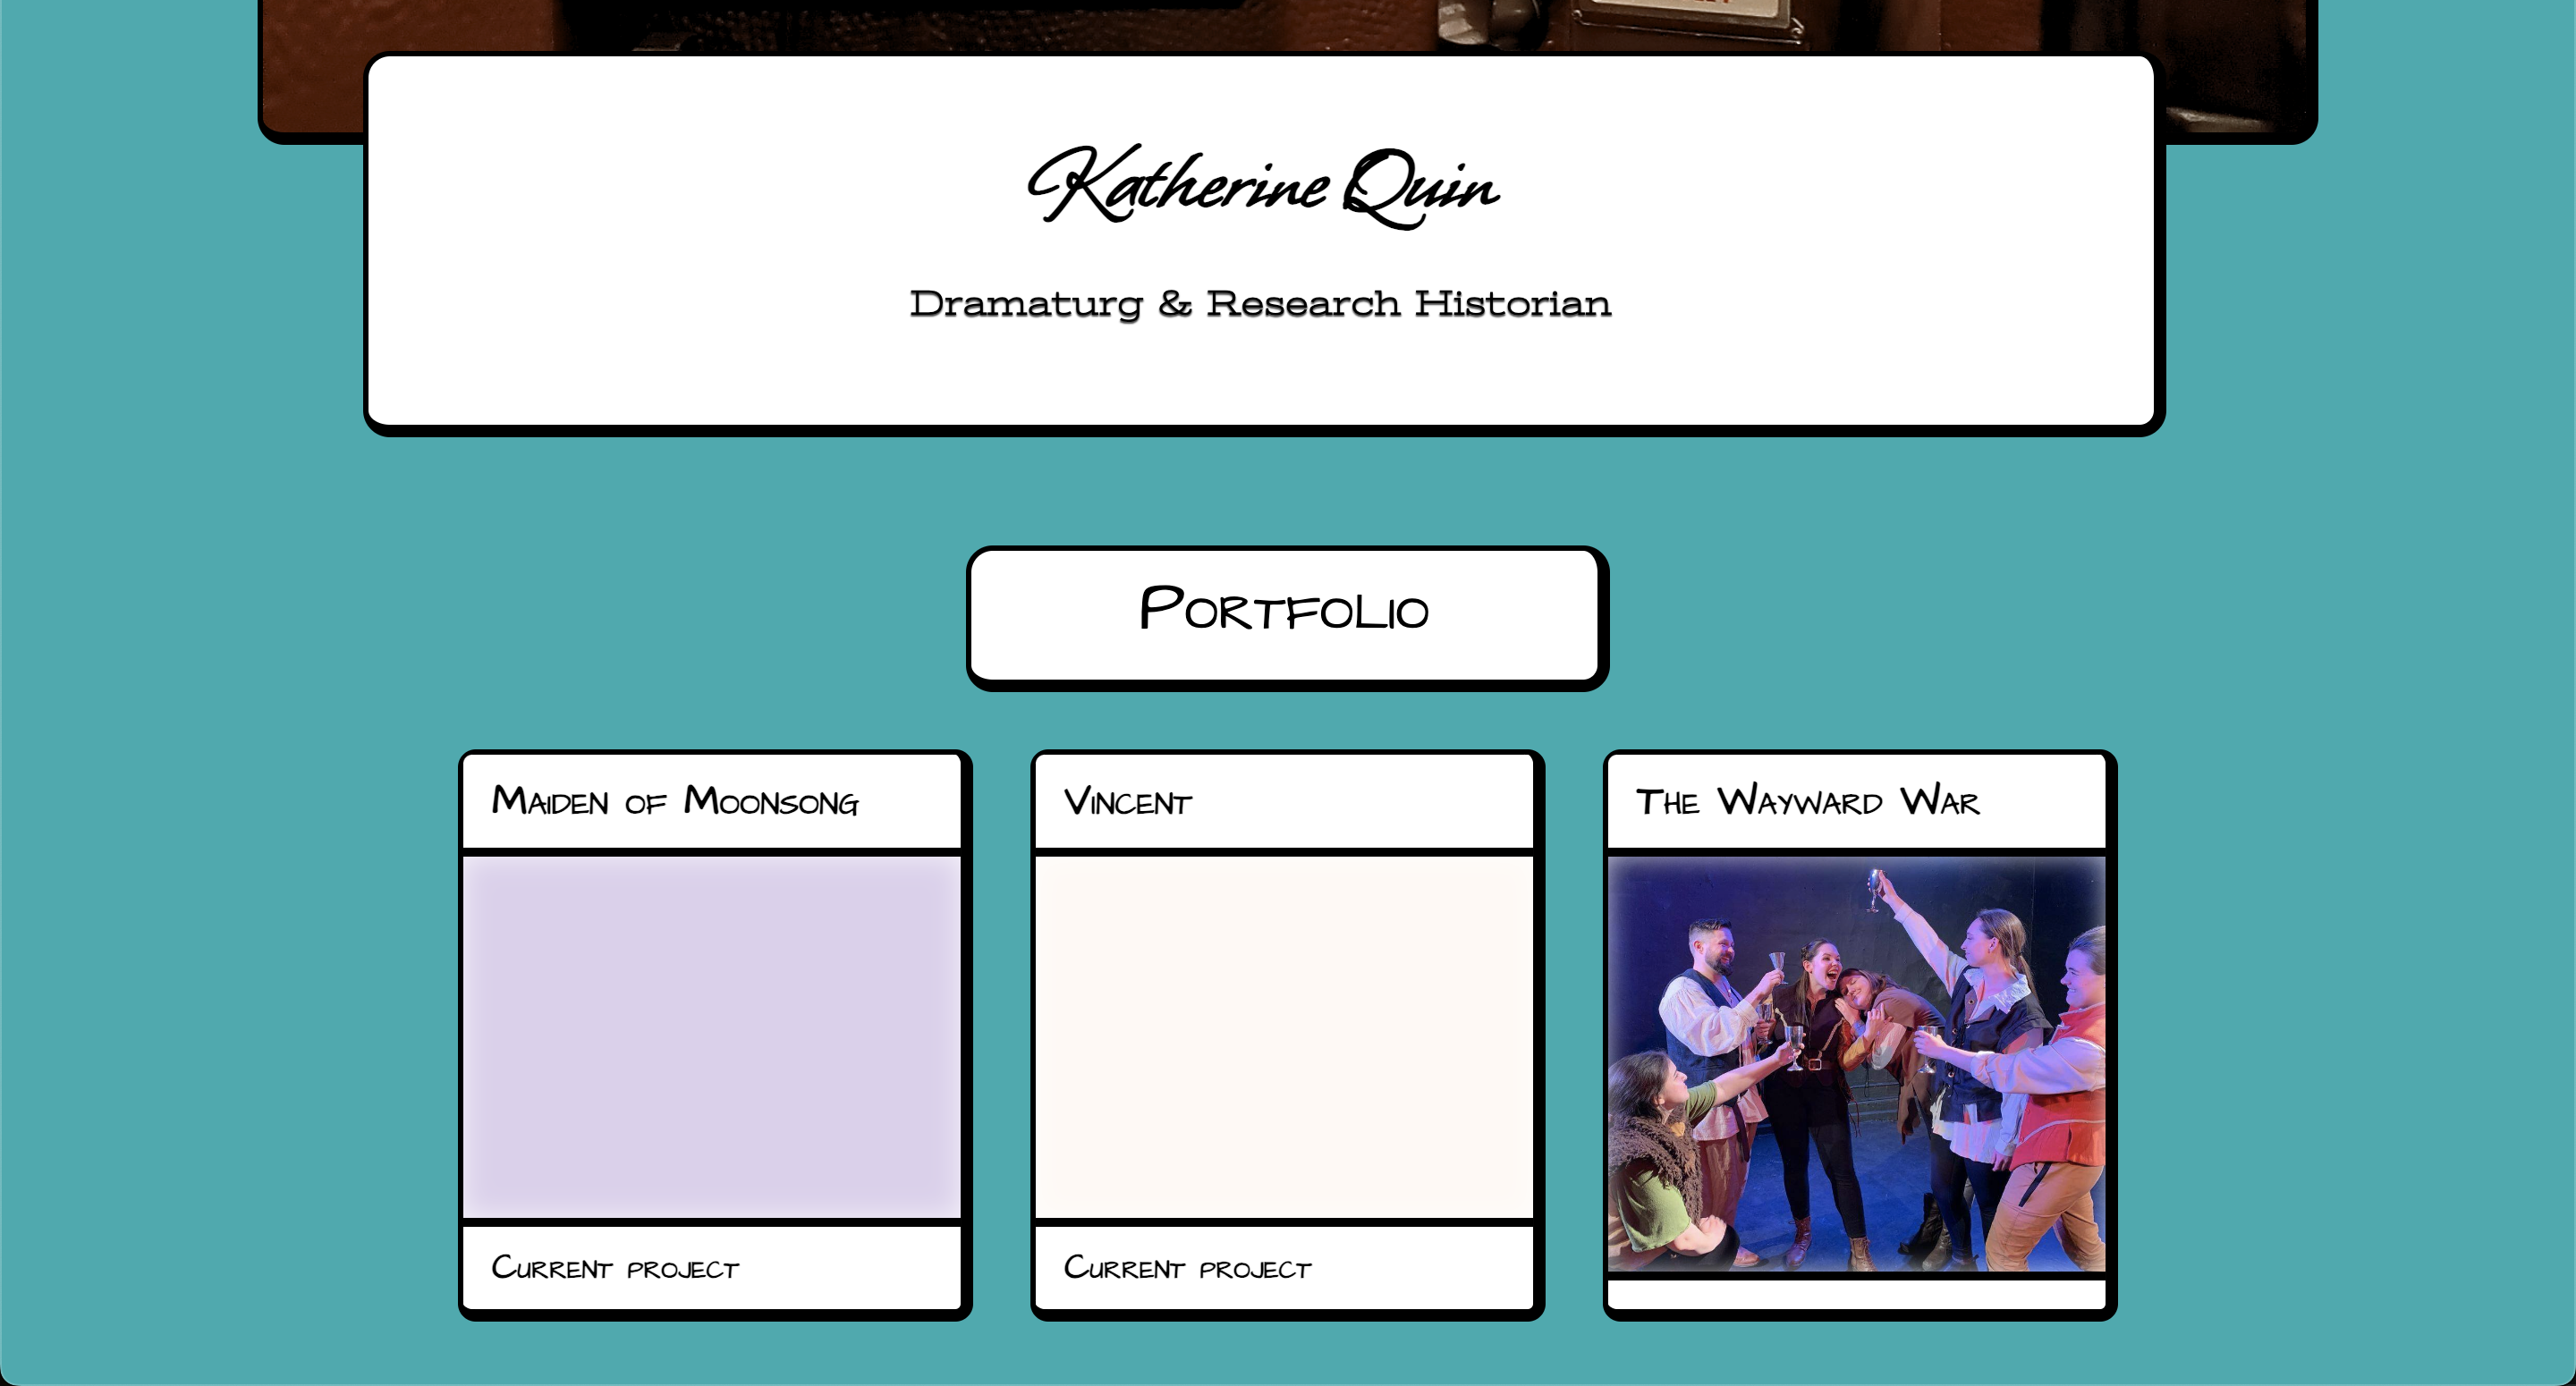 Katherine Quin
Dramaturg & Research Historian
Portfolio
Maiden of Moonsong
Vincent
The Wayward War
Current project
Current project